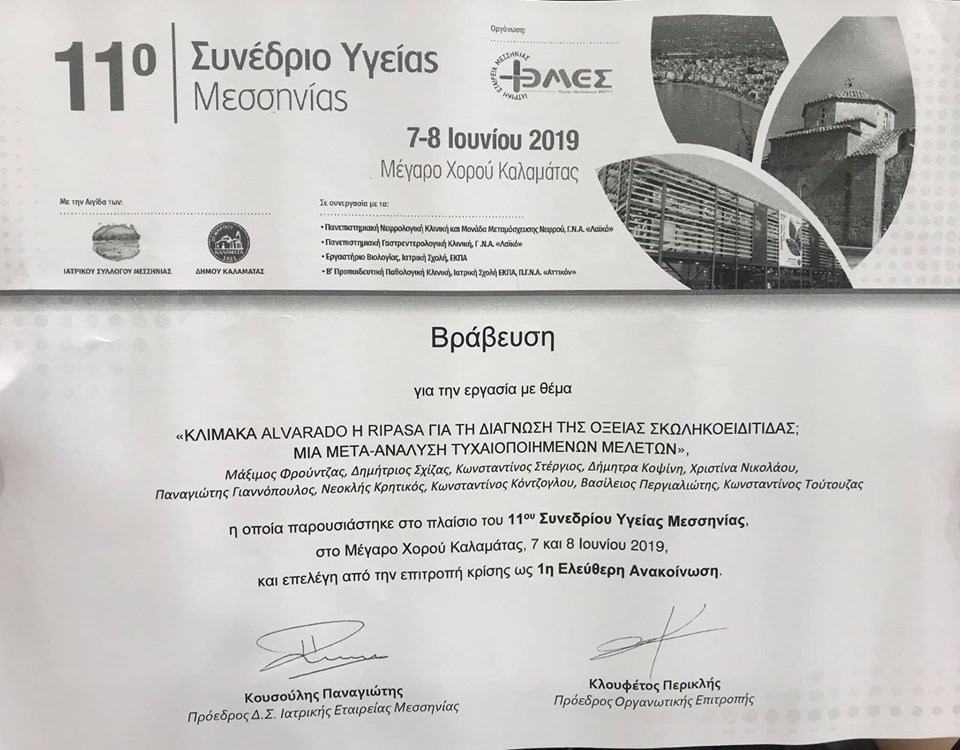 11ο
Συνέδριο Υγείας
Μεσσηνίας
Οργάνωση:
ΙΑΤΡΙΚΗ ΕΤΑΙΡΕΙΑ ΜΕΣΣΗΝΙΑΣ
7-8 Ιουνίου 2019
Μέγαρο Χορού Καλαμάτας
Με την Αιγίδα των:
ΙΑΤΡΙΚΟΥ ΣΥΛΛΟΓΟΥ ΜΕΣΣΗΝΙΑΣ
ΔΗΜΟΥ ΚΑΛΑΜΑΤΑΣ
Σε συνεργασία με τα:
• Πανεπιστημιακή Νεφρολογική Κλινική και Μονάδα Μεταμόσχευσης Νεφρού, Γ.Ν.Α. «Λαϊκό»
• Πανεπιστημιακή Γαστρεντερολογική Κλινική, Γ.Ν.Α. «Λαϊκό»
• Εργαστήριο Βιολογίας, Ιατρική Σχολή, ΕΚΠΑ
• Β' Προπαιδευτική Παθολογική Κλινική, Ιατρική Σχολή ΕΚΠΑ, Π.Γ.Ν.Α. «Αττικόν»
Βράβευση
για την εργασία με θέμα
«ΚΛΙΜΑΚΑ ALVARADO Η RIPASA ΓΙΑ ΤΗ ΔΙΑΓΝΩΣΗ ΤΗΣ ΟΞΕΙΑΣ ΣΚΩΛΗΚΟΕΙΔΙΤΙΔΑΣ;
ΜΙΑ ΜΕΤΑ-ΑΝΑΛΥΣΗ ΤΥΧΑΙΟΠΟΙΗΜΕΝΩΝ ΜΕΛΕΤΩΝ»,
Μάξιμος Φρούντζας, Δημήτριος Σχίζας, Κωνσταντίνος Στέργιος, Δήμητρα Κοψίνη, Χριστίνα Νικολάου,
Παναγιώτης Γιαννόπουλος, Νεοκλής Κρητικός, Κωνσταντίνος Κόντζογλου, Βασίλειος Περγιαλιώτης, Κωνσταντίνος Τούτουζας
η οποία παρουσιάστηκε στο πλαίσιο του 11ου Συνεδρίου Υγείας Μεσσηνίας,
στο Μέγαρο Χορού Καλαμάτας, 7 και 8 Ιουνίου 2019,
και επελέγη από την επιτροπή κρίσης ως 1η Ελεύθερη Ανακοίνωση.
Κουσούλης Παναγιώτης
Πρόεδρος Δ.Σ. Ιατρικής Εταιρείας Μεσσηνίας
Κλουφέτος Περικλής
Πρόεδρος Οργανωτικής Επιτροπής